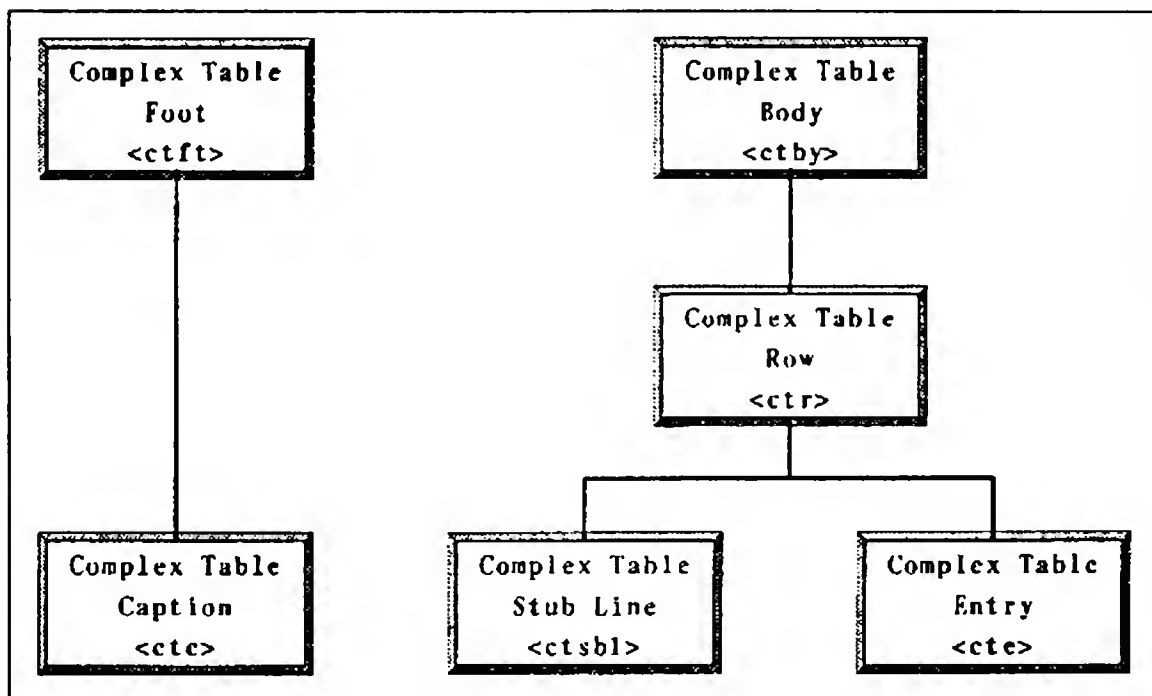 Complex Table
Foot
<ctft>
Complex Table
Body
<ctby>
Complex Table
Row
<ctr>
Complex Table
Caption
<ctc>
Complex Table
Stub Line
<ctsbl>
Complex Table
Entry
<cte>